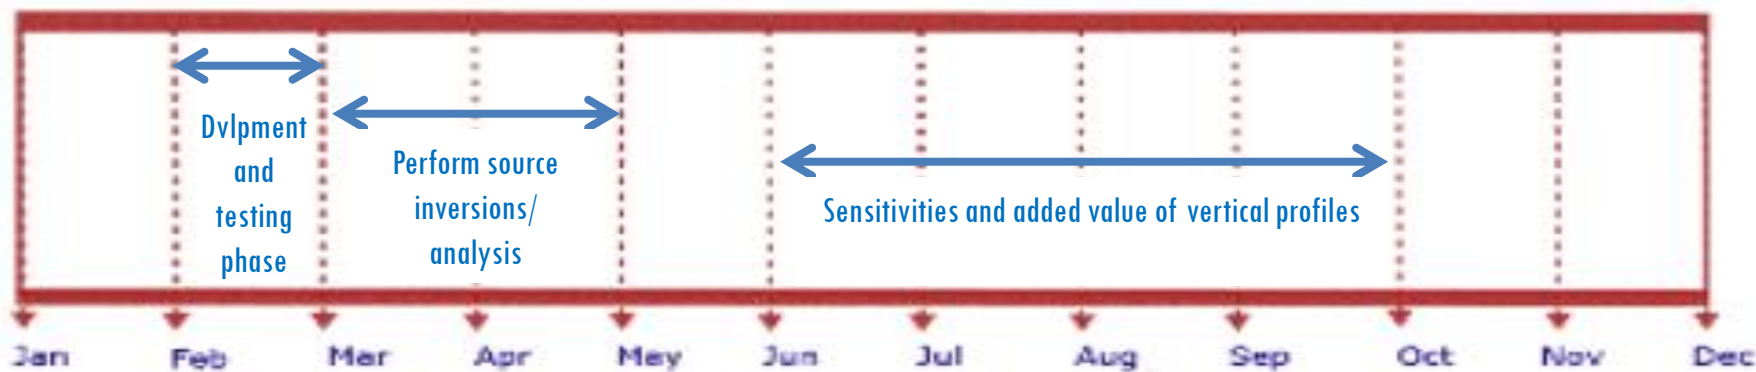 Dvlpment
and
testing
phase
Perform source
inversions/
analysis
Sensitivities and added value of vertical profiles
Jan Feb Mar Apr May Jun Jul Aug Sep Oct Nov Dec